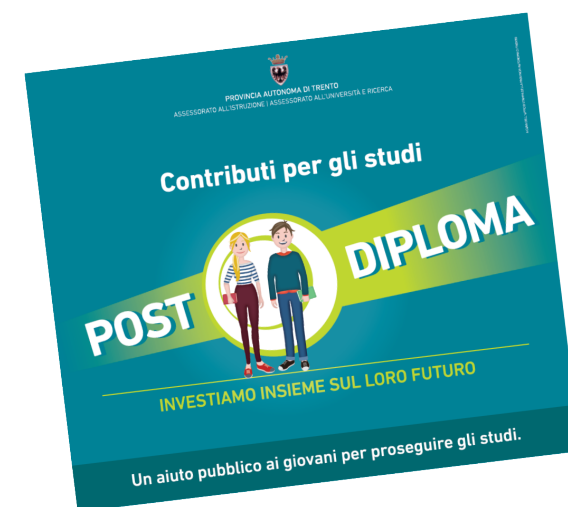 PROVINCIA AUTONOMA DI TRENTO
ASSESSORATO ALL'ISTRUZIONE | ASSESSORATO ALL'UNIVERSITÀ E RICERCA
Contributi per gli studi
POST DIPLOMA
INVESTIAMO INSIEME SUL LORO FUTURO
Un aiuto pubblico ai giovani per proseguire gli studi.